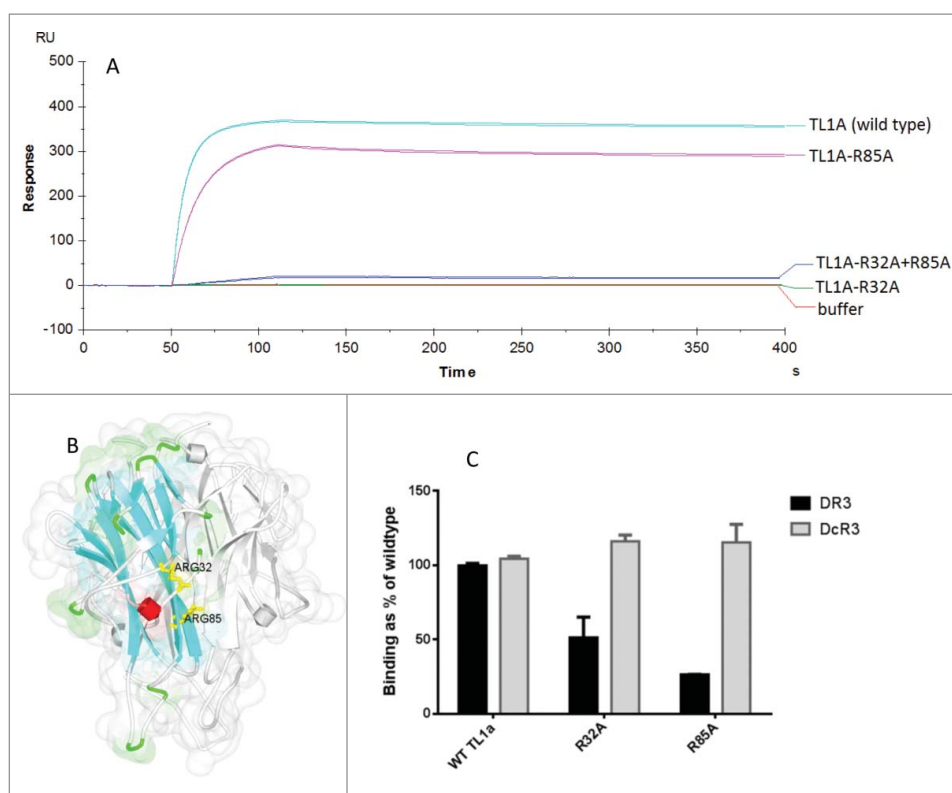 RU
500
A
400
300
200
100
0
-100
Response
0
50
100
150
200
250
300
350
400
Time
s
TL1A (wild type)
TL1A-R85A
TL1A-R32A+R85A
TL1A-R32A
buffer
B
ARG32
ARG85
C
150
100
50
0
Binding as % of wildtype
WT TL1a
R32A
R85A
DR3
DcR3